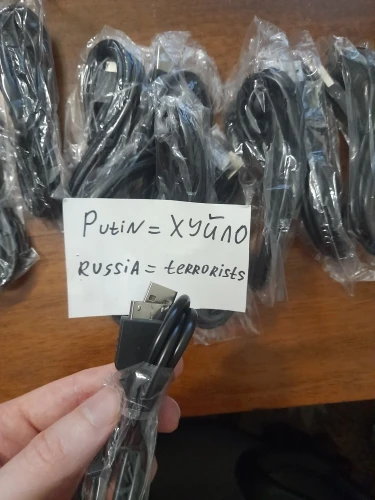 Putin = ХУЙЛО
RUSSIA = tERRORISTS